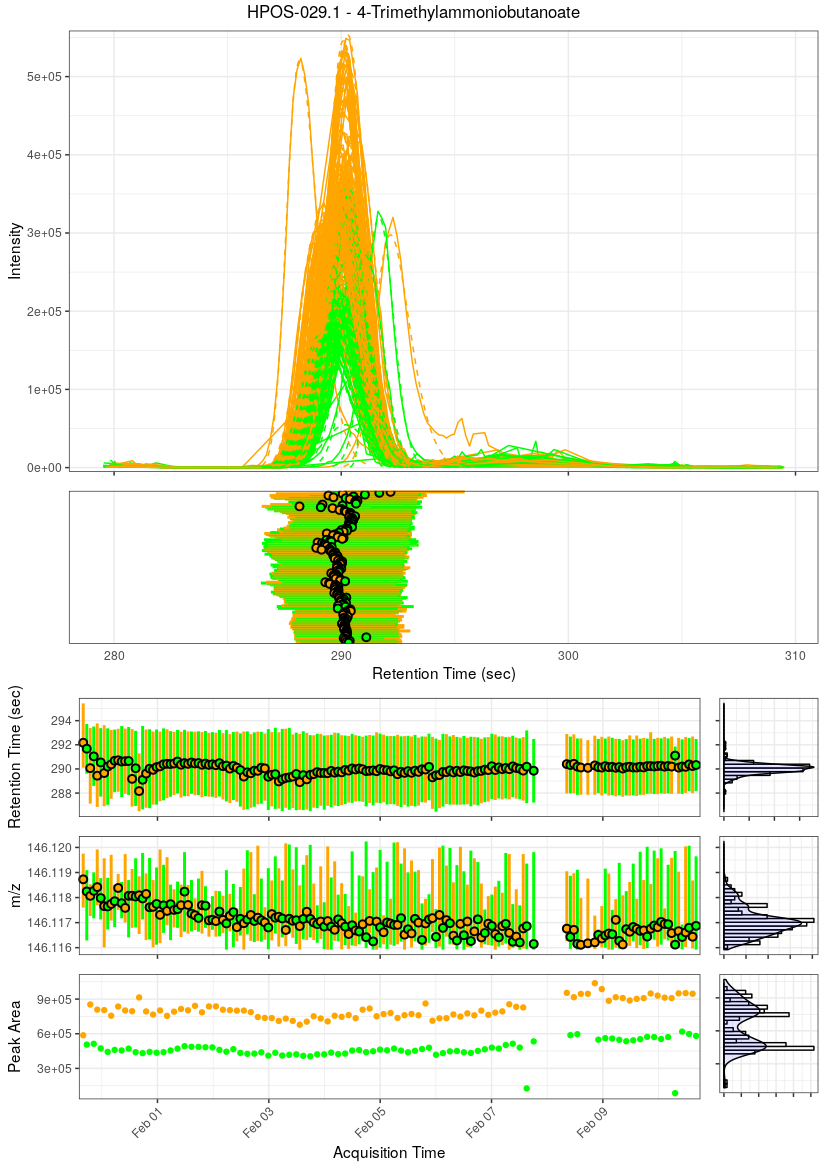 HPOS-029.1 - 4-Trimethylammoniobutanoate
Intensity
5e+05
4e+05
3e+05
2e+05
1e+05
0e+00
280
290
300
310
Retention Time (sec)
Retention Time (sec)
294
292
290
288
m/z
146.120
146.119
146.118
146.117
146.116
Peak Area
9e+05
6e+05
3e+05
Feb 01
Feb 03
Feb 05
Feb 07
Feb 09
Acquisition Time